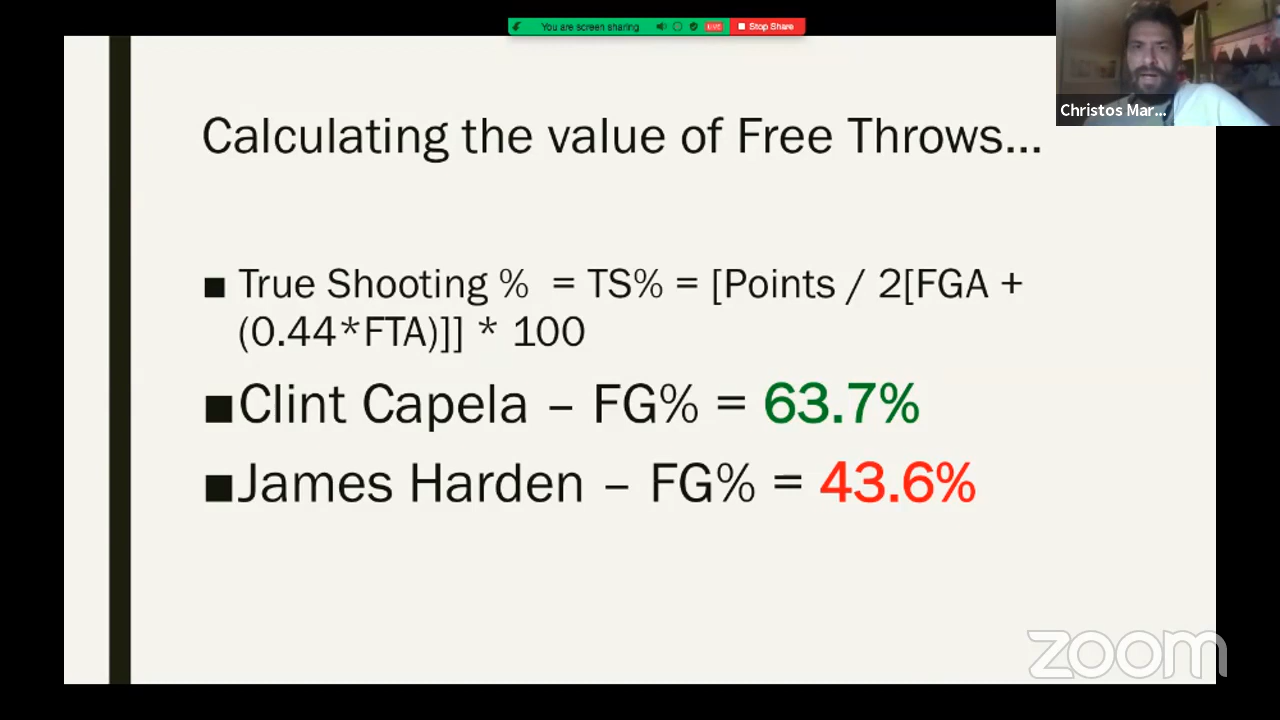 You are screen sharing
LIVE
Stop Share
Christos Mar...
Calculating the value of Free Throws...
■ True Shooting % = TS% = [Points / 2[FGA +
(0.44*FTA)]] * 100
■Clint Capela – FG% = 63.7%
■James Harden – FG% = 43.6%
zoom